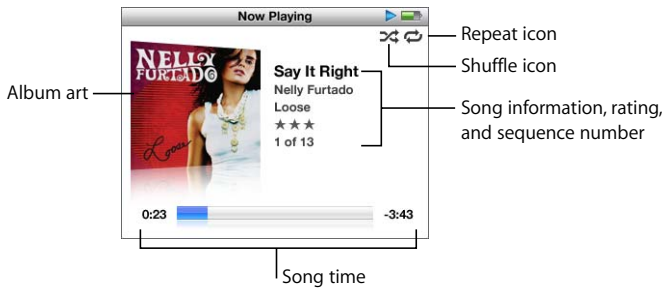 Now Playing
Repeat icon
Shuffle icon
Album art
NELLY
FURTADO
Loose
Say It Right
Nelly Furtado
Loose
★★★
1 of 13
Song information, rating,
and sequence number
0:23
-3:43
Song time